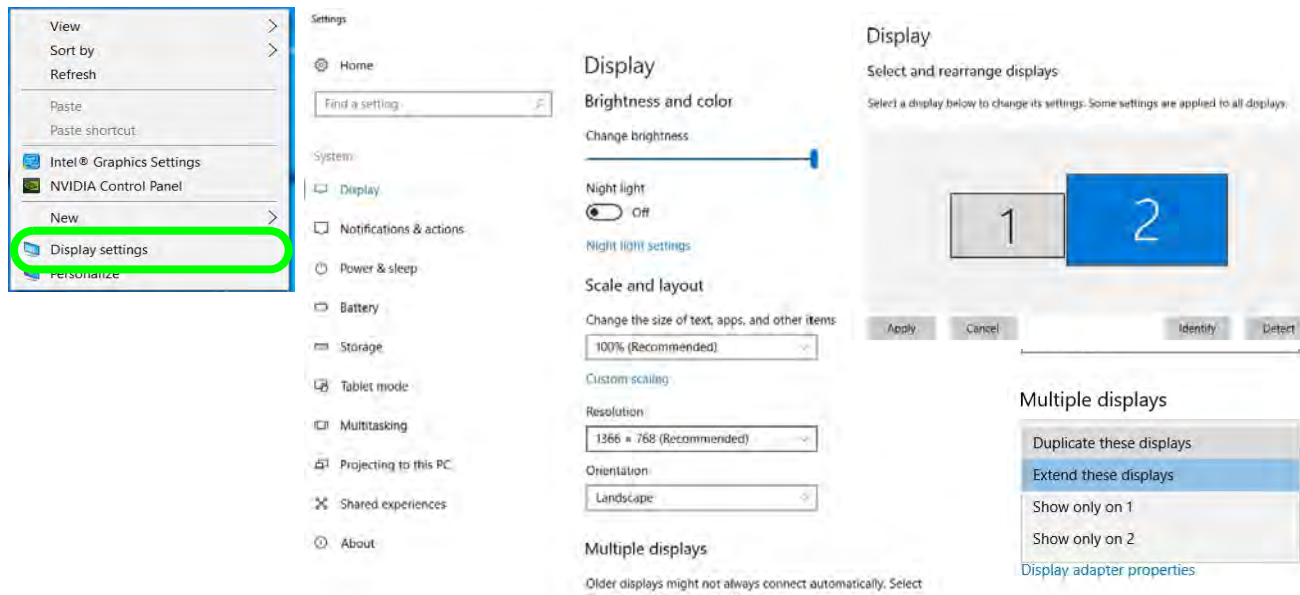 View
Sort by
Refresh
Paste
Paste shortcut
Intel® Graphics Settings
NVIDIA Control Panel
New
Display settings
Personalize
Settings
Home
Find a setting
System
Display
Notifications & actions
Power & sleep
Battery
Storage
Tablet mode
Multitasking
Projecting to this PC
Shared experiences
About
Display
Brightness and color
Change brightness
Night light
Off
Night light settings
Scale and layout
Change the size of text, apps, and other items
100% (Recommended)
Custom scaling
Resolution
1366 × 768 (Recommended)
Orientation
Landscape
Multiple displays
Older displays might not always connect automatically. Select
Display
Select and rearrange displays
Select a display below to change its settings. Some settings are applied to all displays.
1
2
Apply Cancel Identify Detect
Multiple displays
Duplicate these displays
Extend these displays
Show only on 1
Show only on 2
Display adapter properties